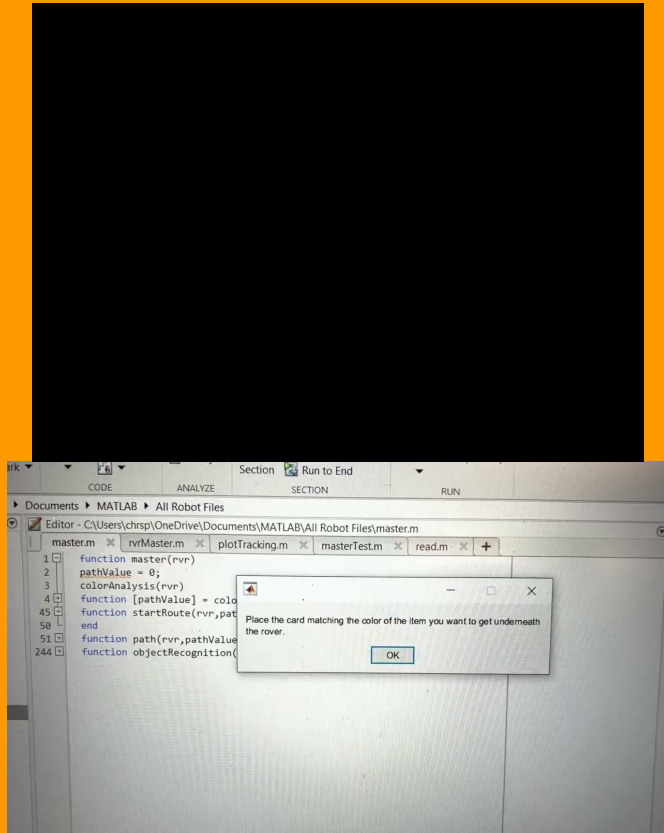 Section Run to End
CODE ANALYZE SECTION RUN
Documents MATLAB All Robot Files
Editor - C:\Users\chrsp\OneDrive\Documents\MATLAB\All Robot Files\master.m
master.m rvrMaster.m plotTracking.m masterTest.m read.m +
1 function master(rvr)
2 pathValue = 0;
3 colorAnalysis(rvr)
4 function [pathValue] = colo
45 function startRoute(rvr,pat
50 end
51 function path(rvr,pathValue
244 function objectRecognition(
Place the card matching the color of the item you want to get underneath
the rover.
OK